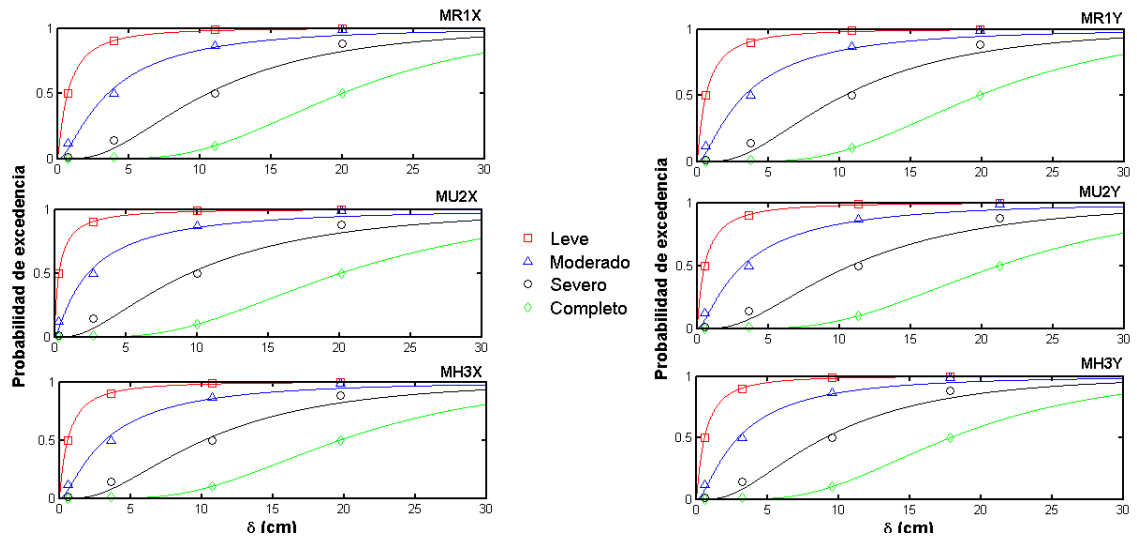 MR1X
1
0.5
0
0 5 10 15 20 25 30
MU2X
1
0.5
0
0 5 10 15 20 25 30
MH3X
1
0.5
0
0 5 10 15 20 25 30
Probabilidad de excedencia
δ (cm)
Leve
Moderado
Severo
Completo
MR1Y
1
0.5
0
0 5 10 15 20 25 30
MU2Y
1
0.5
0
0 5 10 15 20 25 30
MH3Y
1
0.5
0
0 5 10 15 20 25 30
Probabilidad de excedencia
δ (cm)